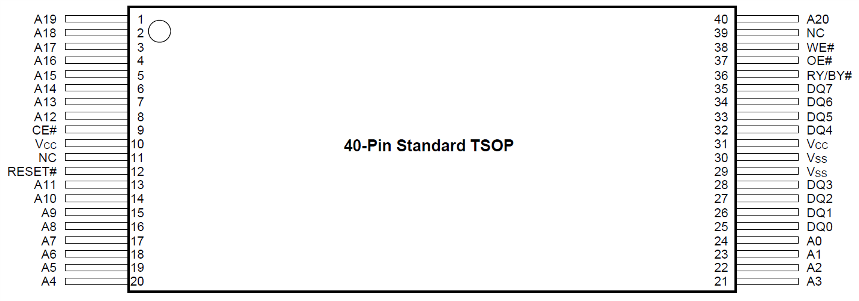 A19 1 40 A20
A18 2 39 NC
A17 3 38 WE#
A16 4 37 OE#
A15 5 36 RY/BY#
A14 6 35 DQ7
A13 7 34 DQ6
A12 8 33 DQ5
CE# 9 32 DQ4
VCC 10 31 VCC
NC 11 30 VSS
RESET# 12 29 VSS
A11 13 28 DQ3
A10 14 27 DQ2
A9 15 26 DQ1
A8 16 25 DQ0
A7 17 24 A0
A6 18 23 A1
A5 19 22 A2
A4 20 21 A3
40-Pin Standard TSOP